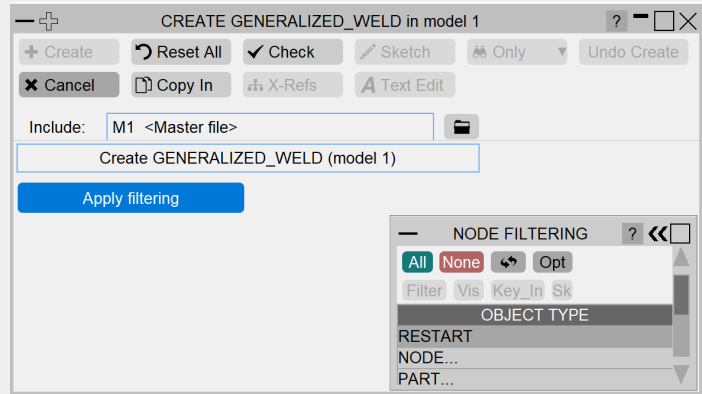 CREATE GENERALIZED_WELD in model 1 ?
Create Reset All Check Sketch Only Undo Create
Cancel Copy In X-Refs A Text Edit
Include: M1 <Master file>
Create GENERALIZED_WELD (model 1)
Apply filtering
NODE FILTERING ?
All None Opt
Filter Vis Key_In Sk
OBJECT TYPE
RESTART
NODE...
PART...